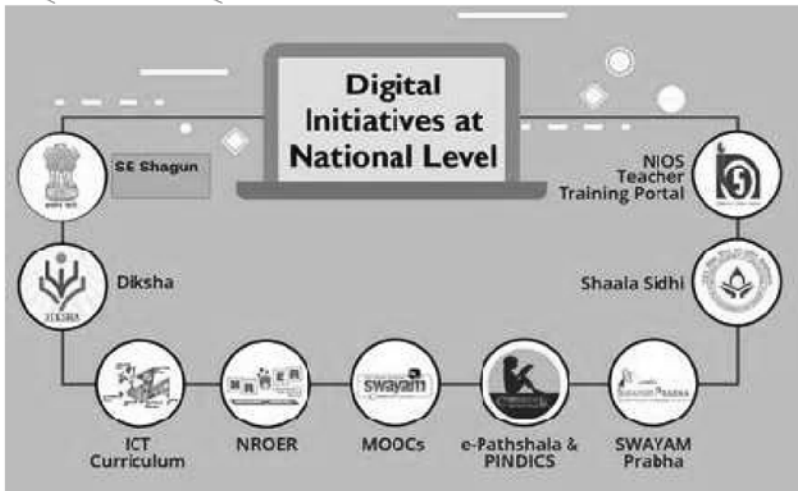 Digital
Initiatives at
National Level
SE Shagun
NIOS
Teacher
Training Portal
Diksha
Shaala Sidhi
swayam
ICT
Curriculum
NROER
MOOCs
e-Pathshala &
PINDICS
SWAYAM
Prabha